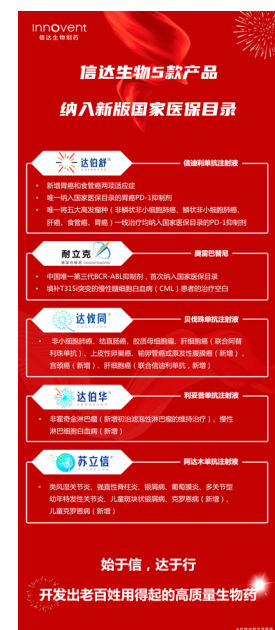 Innovent
信达生物制药
信达生物5款产品
纳入新版国家医保目录
达伯舒®
信迪利单抗注射液
• 新增胃癌和食管癌两项适应症
• 唯一纳入国家医保目录的胃癌PD-1抑制剂
• 唯一将五大高发瘤种（非鳞状非小细胞肺癌、鳞状非小细胞肺癌、
肝癌、食管癌、胃癌）一线治疗均纳入国家医保目录的PD-1抑制剂
耐立克
奥雷巴替尼
• 中国唯一第三代BCR-ABL抑制剂，首次纳入国家医保目录
• 填补T315I突变的慢性髓细胞白血病（CML）患者的治疗空白
达攸同®
贝伐珠单抗注射液
• 非小细胞肺癌、结直肠癌、胶质母细胞瘤、肝细胞癌（联合阿替
利珠单抗）、上皮性卵巢癌、输卵管癌或原发性腹膜癌（新增）、
宫颈癌（新增）、肝细胞癌（联合信迪利单抗，新增）
达伯华®
利妥昔单抗注射液
• 非霍奇金淋巴瘤（新增初治滤泡性淋巴瘤的维持治疗）、慢性
淋巴细胞白血病（新增）
苏立信®
阿达木单抗注射液
• 类风湿关节炎、强直性脊柱炎、银屑病、葡萄膜炎、多关节型
幼年特发性关节炎、儿童斑块状银屑病、克罗恩病（新增）、
儿童克罗恩病（新增）
始于信，达于行
开发出老百姓用得起的高质量生物药